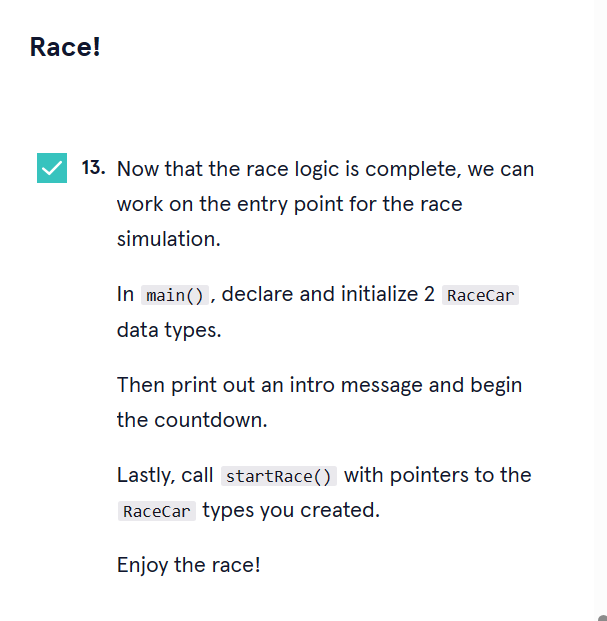 Race!
13. Now that the race logic is complete, we can
work on the entry point for the race
simulation.
In main(), declare and initialize 2 RaceCar
data types.
Then print out an intro message and begin
the countdown.
Lastly, call startRace() with pointers to the
RaceCar types you created.
Enjoy the race!